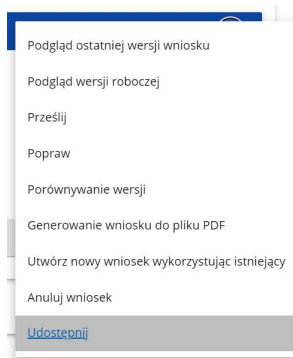 Podgląd ostatniej wersji wniosku
Podgląd wersji roboczej
Prześlij
Popraw
Porównywanie wersji
Generowanie wniosku do pliku PDF
Utwórz nowy wniosek wykorzystując istniejący
Anuluj wniosek
Udostępnij